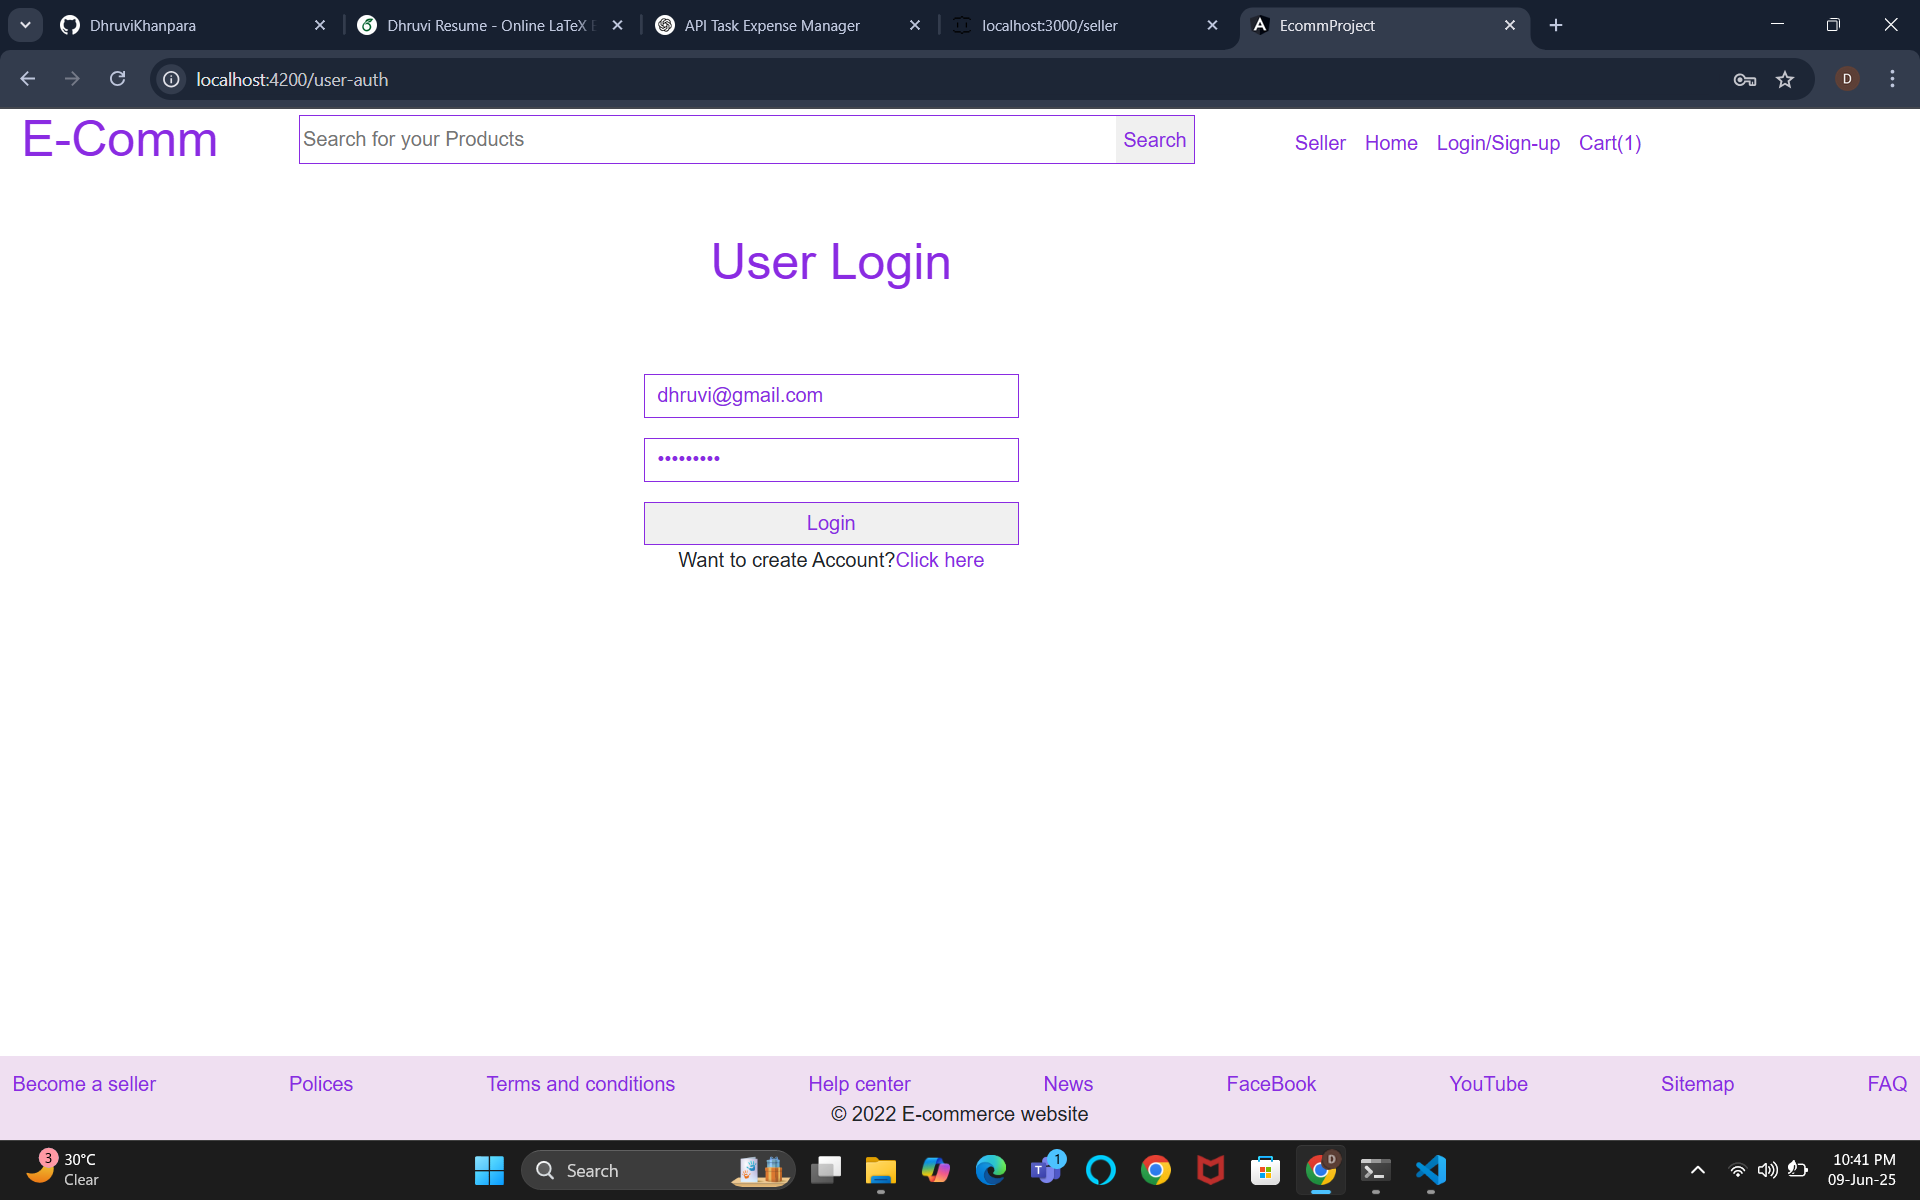 DhruviKhanpara
Dhruvi Resume - Online LaTeX E
API Task Expense Manager
localhost:3000/seller
EcommProject
localhost:4200/user-auth
D
E-Comm
Search for your Products
Search
Seller Home Login/Sign-up Cart(1)
User Login
dhruvi@gmail.com
•••••••••
Login
Want to create Account?Click here
Become a seller Polices Terms and conditions Help center News FaceBook YouTube Sitemap FAQ
© 2022 E-commerce website
3
30°C
Clear
Search
1
D
10:41 PM
09-Jun-25